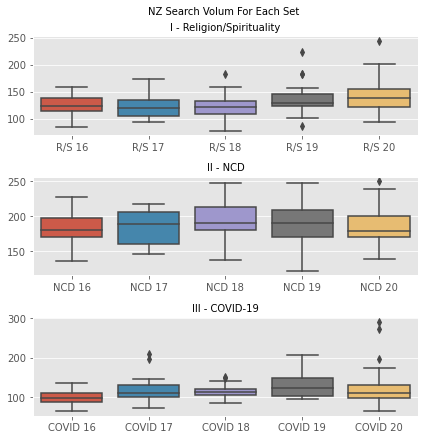 NZ Search Volum For Each Set
I - Religion/Spirituality
250
200
150
100
R/S 16 R/S 17 R/S 18 R/S 19 R/S 20
II - NCD
250
200
150
NCD 16 NCD 17 NCD 18 NCD 19 NCD 20
III - COVID-19
300
200
100
COVID 16 COVID 17 COVID 18 COVID 19 COVID 20